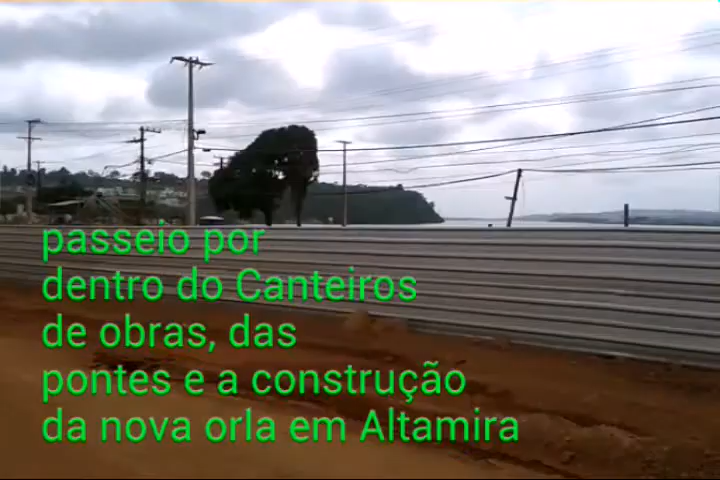 passeio por
dentro do Canteiros
de obras, das
pontes e a construção
da nova orla em Altamira